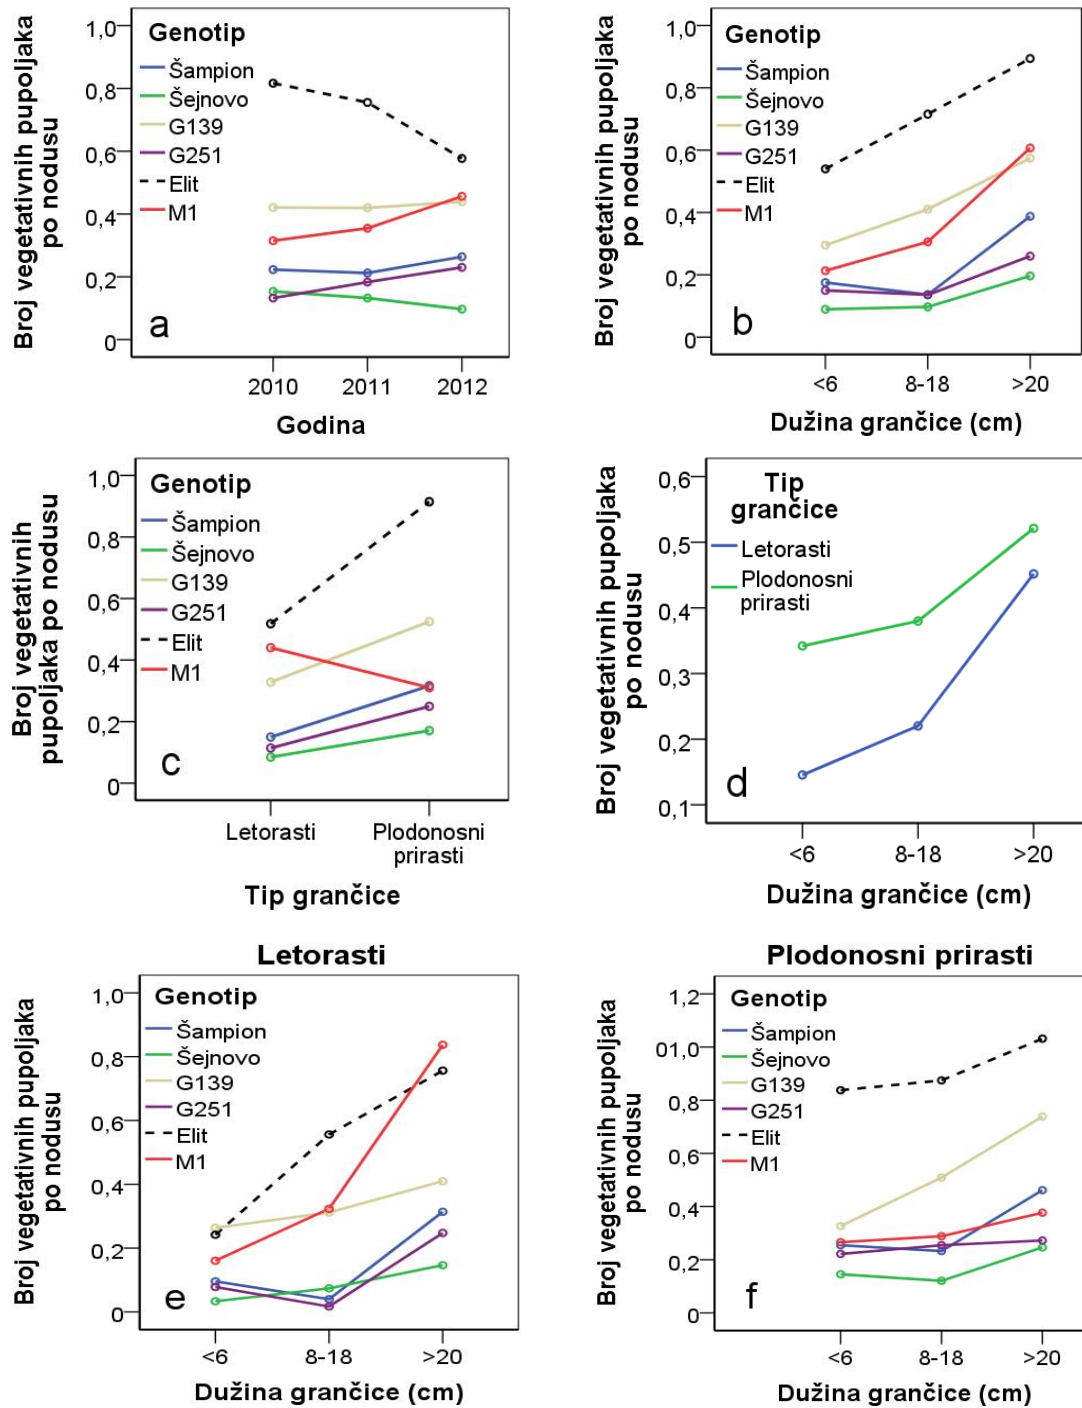 Broj vegetativnih pupoljaka
po nodusu
1,0
0,8
0,6
0,4
0,2
0
Genotip
Šampion
Šejnovo
G139
G251
Elit
M1
a
2010
2011
2012
Godina
Broj vegetativnih pupoljaka
po nodusu
1,0
0,8
0,6
0,4
0,2
0
Genotip
Šampion
Šejnovo
G139
G251
Elit
M1
b
<6
8-18
>20
Dužina grančice (cm)
Broj vegetativnih
pupoljaka po nodusu
1,0
0,8
0,6
0,4
0,2
0
Genotip
Šampion
Šejnovo
G139
G251
Elit
M1
c
Letorasti
Plodonosni
prirasti
Tip grančice
Broj vegetativnih pupoljaka
po nodusu
0,6
0,5
0,4
0,3
0,2
0,1
Tip
grančice
Letorasti
Plodonosni
prirasti
d
<6
8-18
>20
Dužina grančice (cm)
Letorasti
Broj vegetativnih pupoljaka
po nodusu
1,0
0,8
0,6
0,4
0,2
0
Genotip
Šampion
Šejnovo
G139
G251
Elit
M1
e
<6
8-18
>20
Dužina grančice (cm)
Plodonosni prirasti
Broj vegetativnih pupoljaka
po nodusu
1,2
01,0
0,8
0,6
0,4
0,2
0
Genotip
Šampion
Šejnovo
G139
G251
Elit
M1
f
<6
8-18
>20
Dužina grančice (cm)